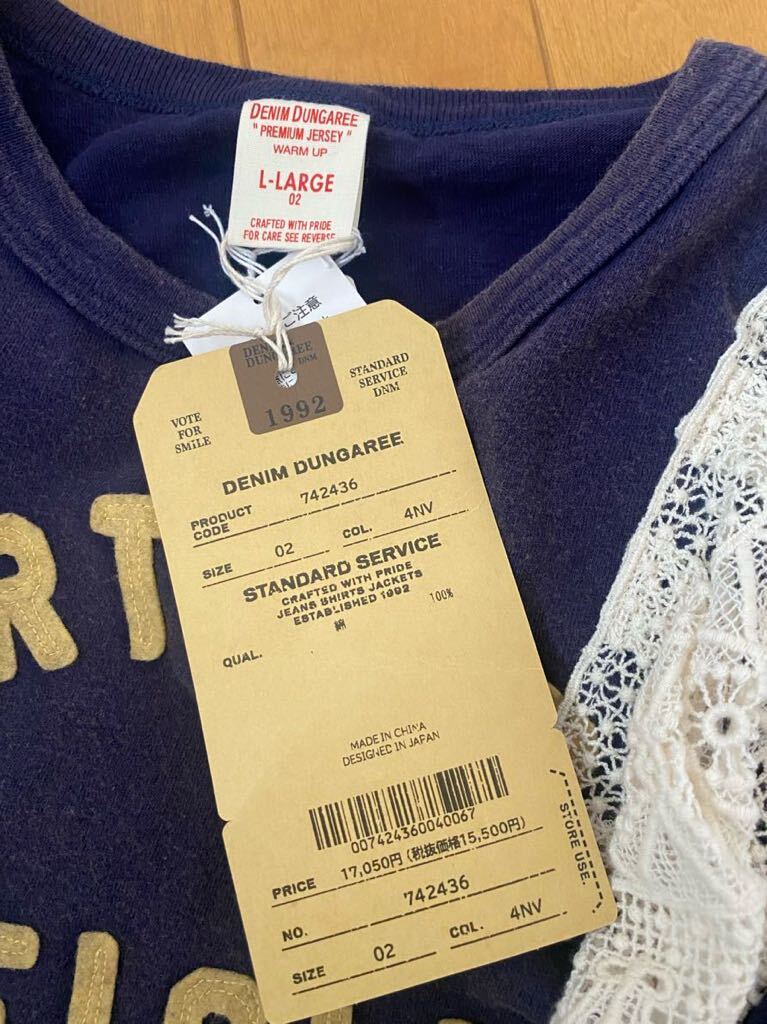 DENIM DUNGAREE
"PREMIUM JERSEY"
WARM UP
L-LARGE
02
CRAFTED WITH PRIDE
FOR CARE SEE REVERSE
ご注意
DUNGAREE
DNM
1992
VOTE
FOR
SMiLE
STANDARD
SERVICE
DNM
DENIM DUNGAREE
PRODUCT CODE 742436
SIZE 02 COL. 4NV
STANDARD SERVICE
CRAFTED WITH PRIDE
JEANS SHIRTS JACKETS
ESTABLISHED 1992
綿 100%
QUAL.
MADE IN CHINA
DESIGNED IN JAPAN
007424360040067
PRICE 17,050円 (税抜価格15,500円)
NO. 742436
SIZE 02 COL. 4NV
STORE USE.
RT